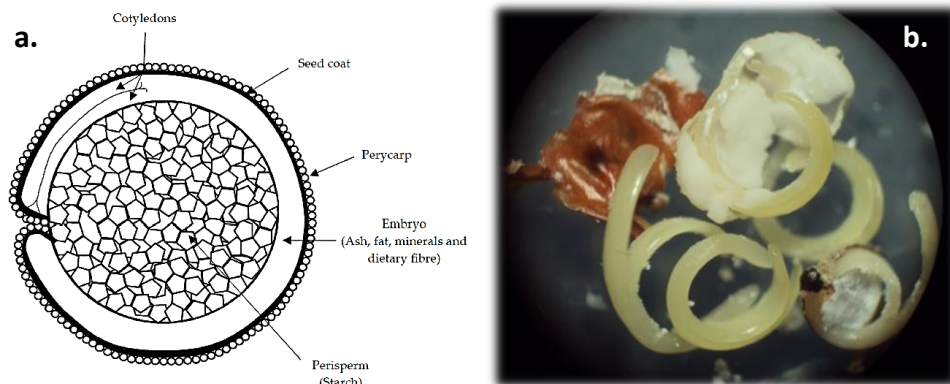 a.
Cotyledons
Seed coat
Perycarp
Embryo
(Ash, fat, minerals and
dietary fibre)
Perisperm
(Starch)
b.